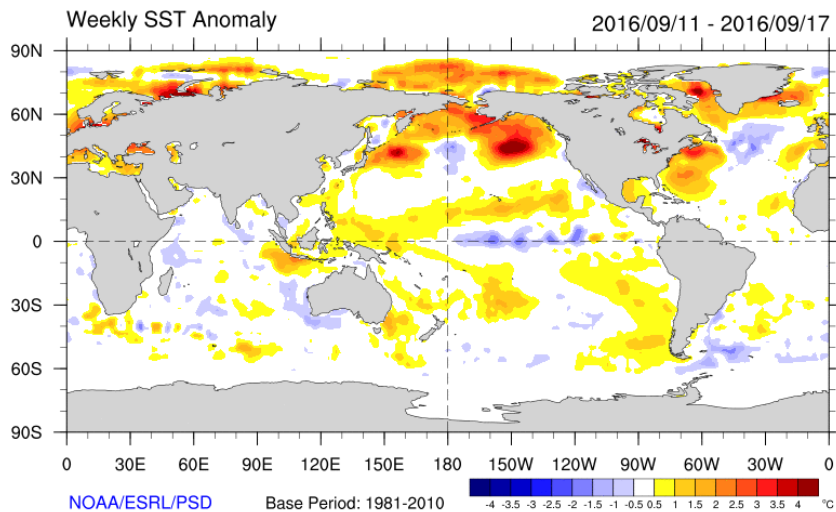 Weekly SST Anomaly 2016/09/11 - 2016/09/17
90N
60N
30N
0
30S
60S
90S
0 30E 60E 90E 120E 150E 180 150W 120W 90W 60W 30W 0
NOAA/ESRL/PSD Base Period: 1981-2010
-4 -3.5 -3 -2.5 -2 -1.5 -1 -0.5 0.5 1 1.5 2 2.5 3 3.5 4 °C